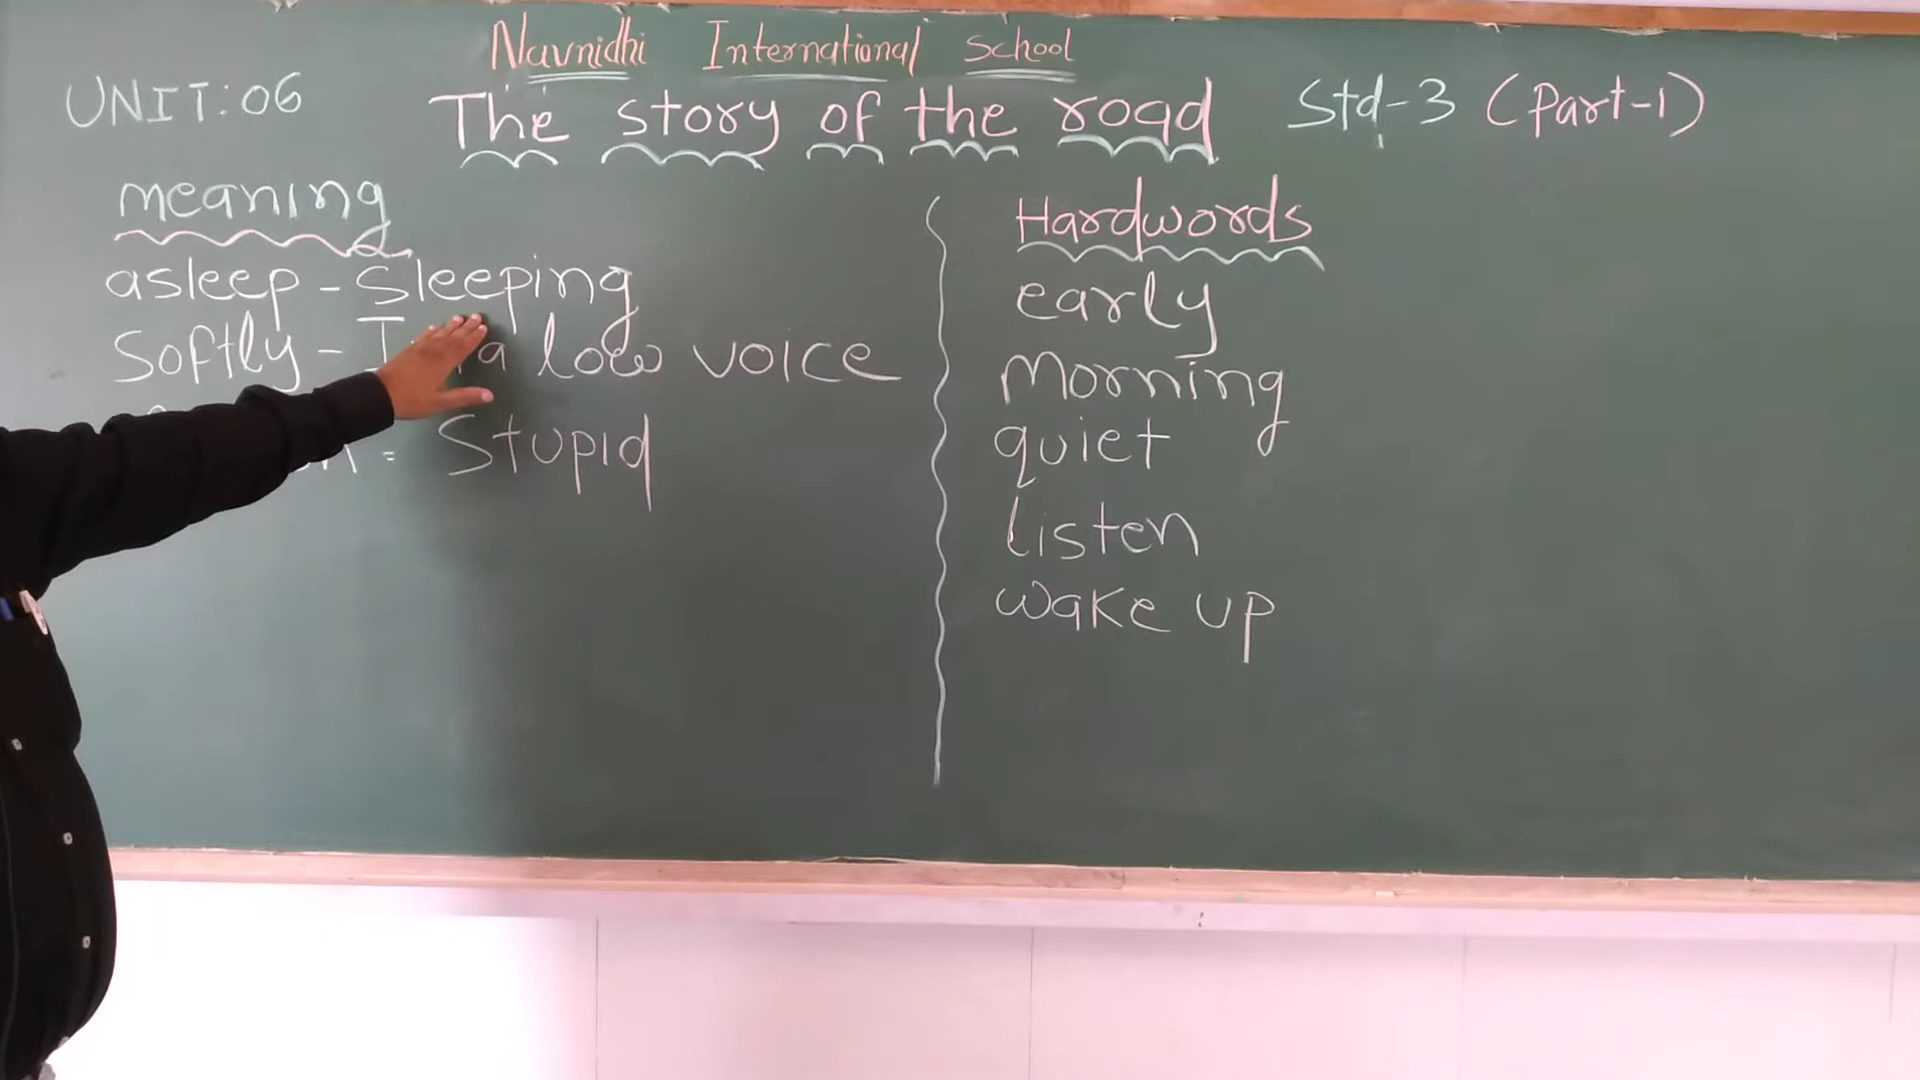 Navnidhi International School
UNIT:06
The story of the road
Std-3 (Part-1)
meaning
asleep - Sleeping
Softly - a low voice
= Stupid
Hardwords
early
Morning
quiet
listen
wake up